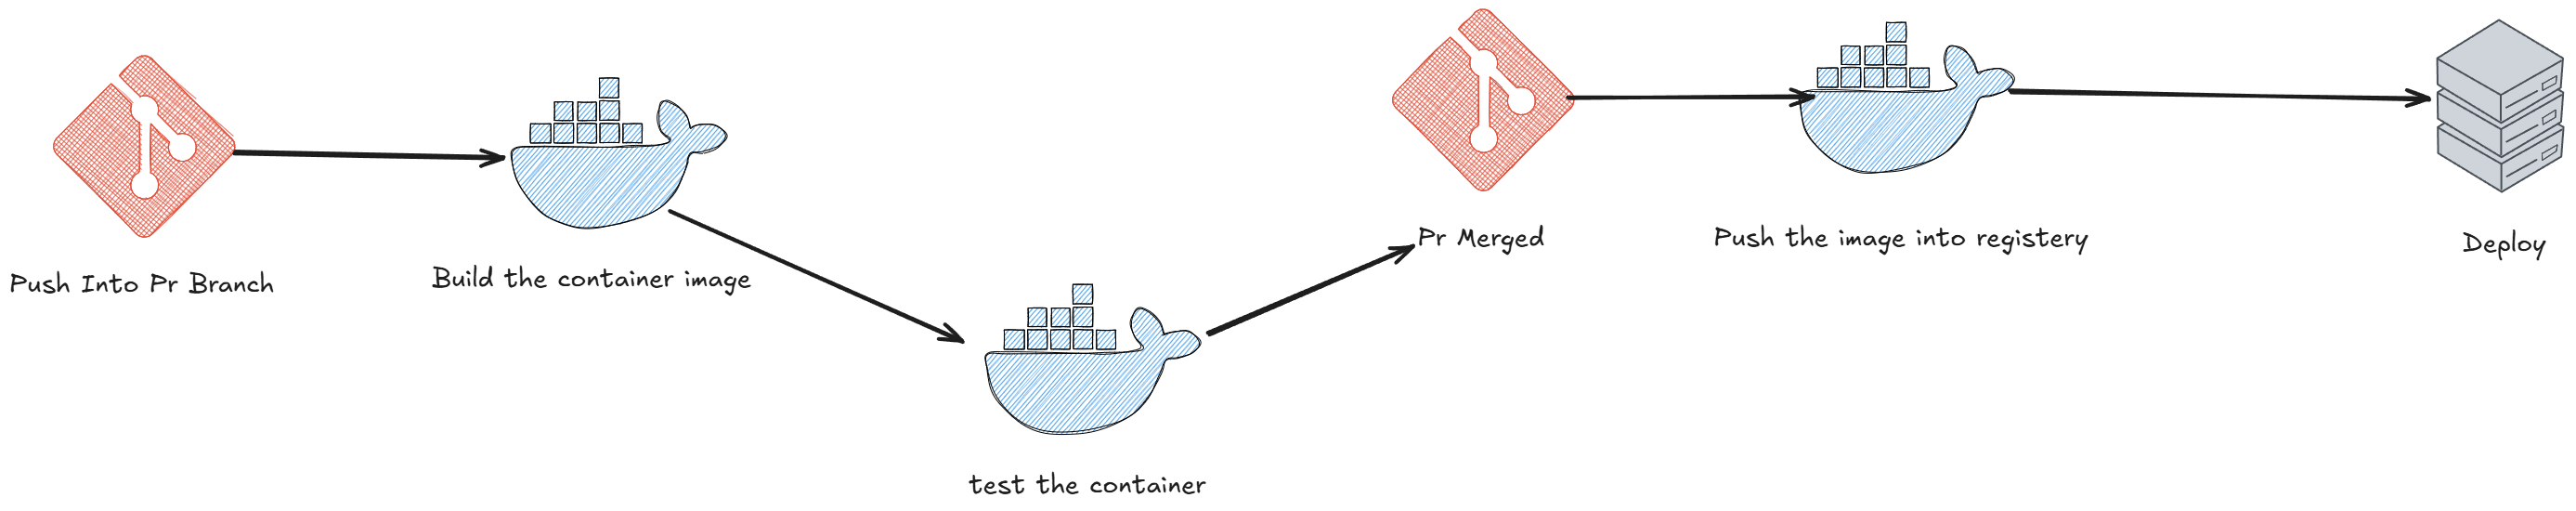 Push Into Pr Branch
Build the container image
test the container
Pr Merged
Push the image into registery
Deploy